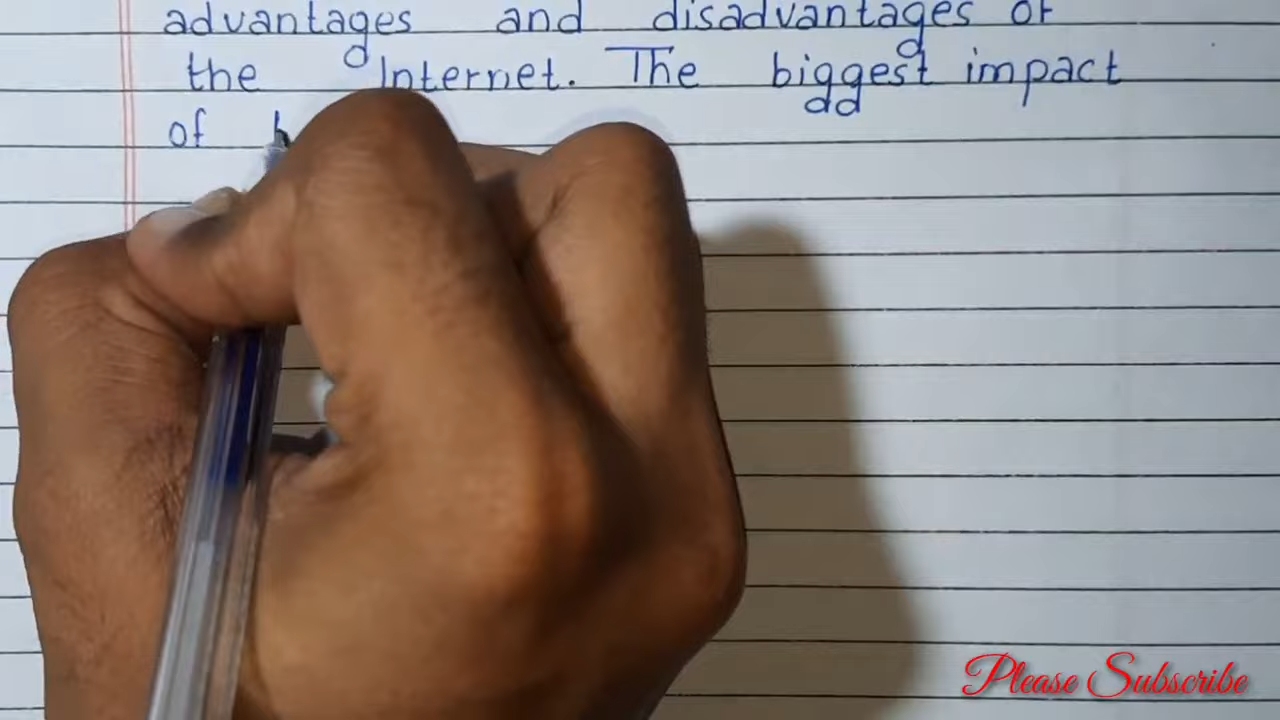 advantages and disadvantages of
the Internet. The biggest impact
of
Please Subscribe